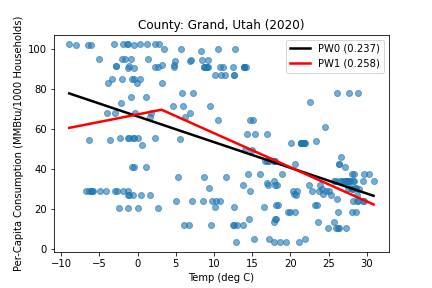 County: Grand, Utah (2020)
Per-Capita Consumption (MMBtu/1000 Households)
100
80
60
40
20
0
PW0 (0.237)
PW1 (0.258)
−10 −5 0 5 10 15 20 25 30
Temp (deg C)